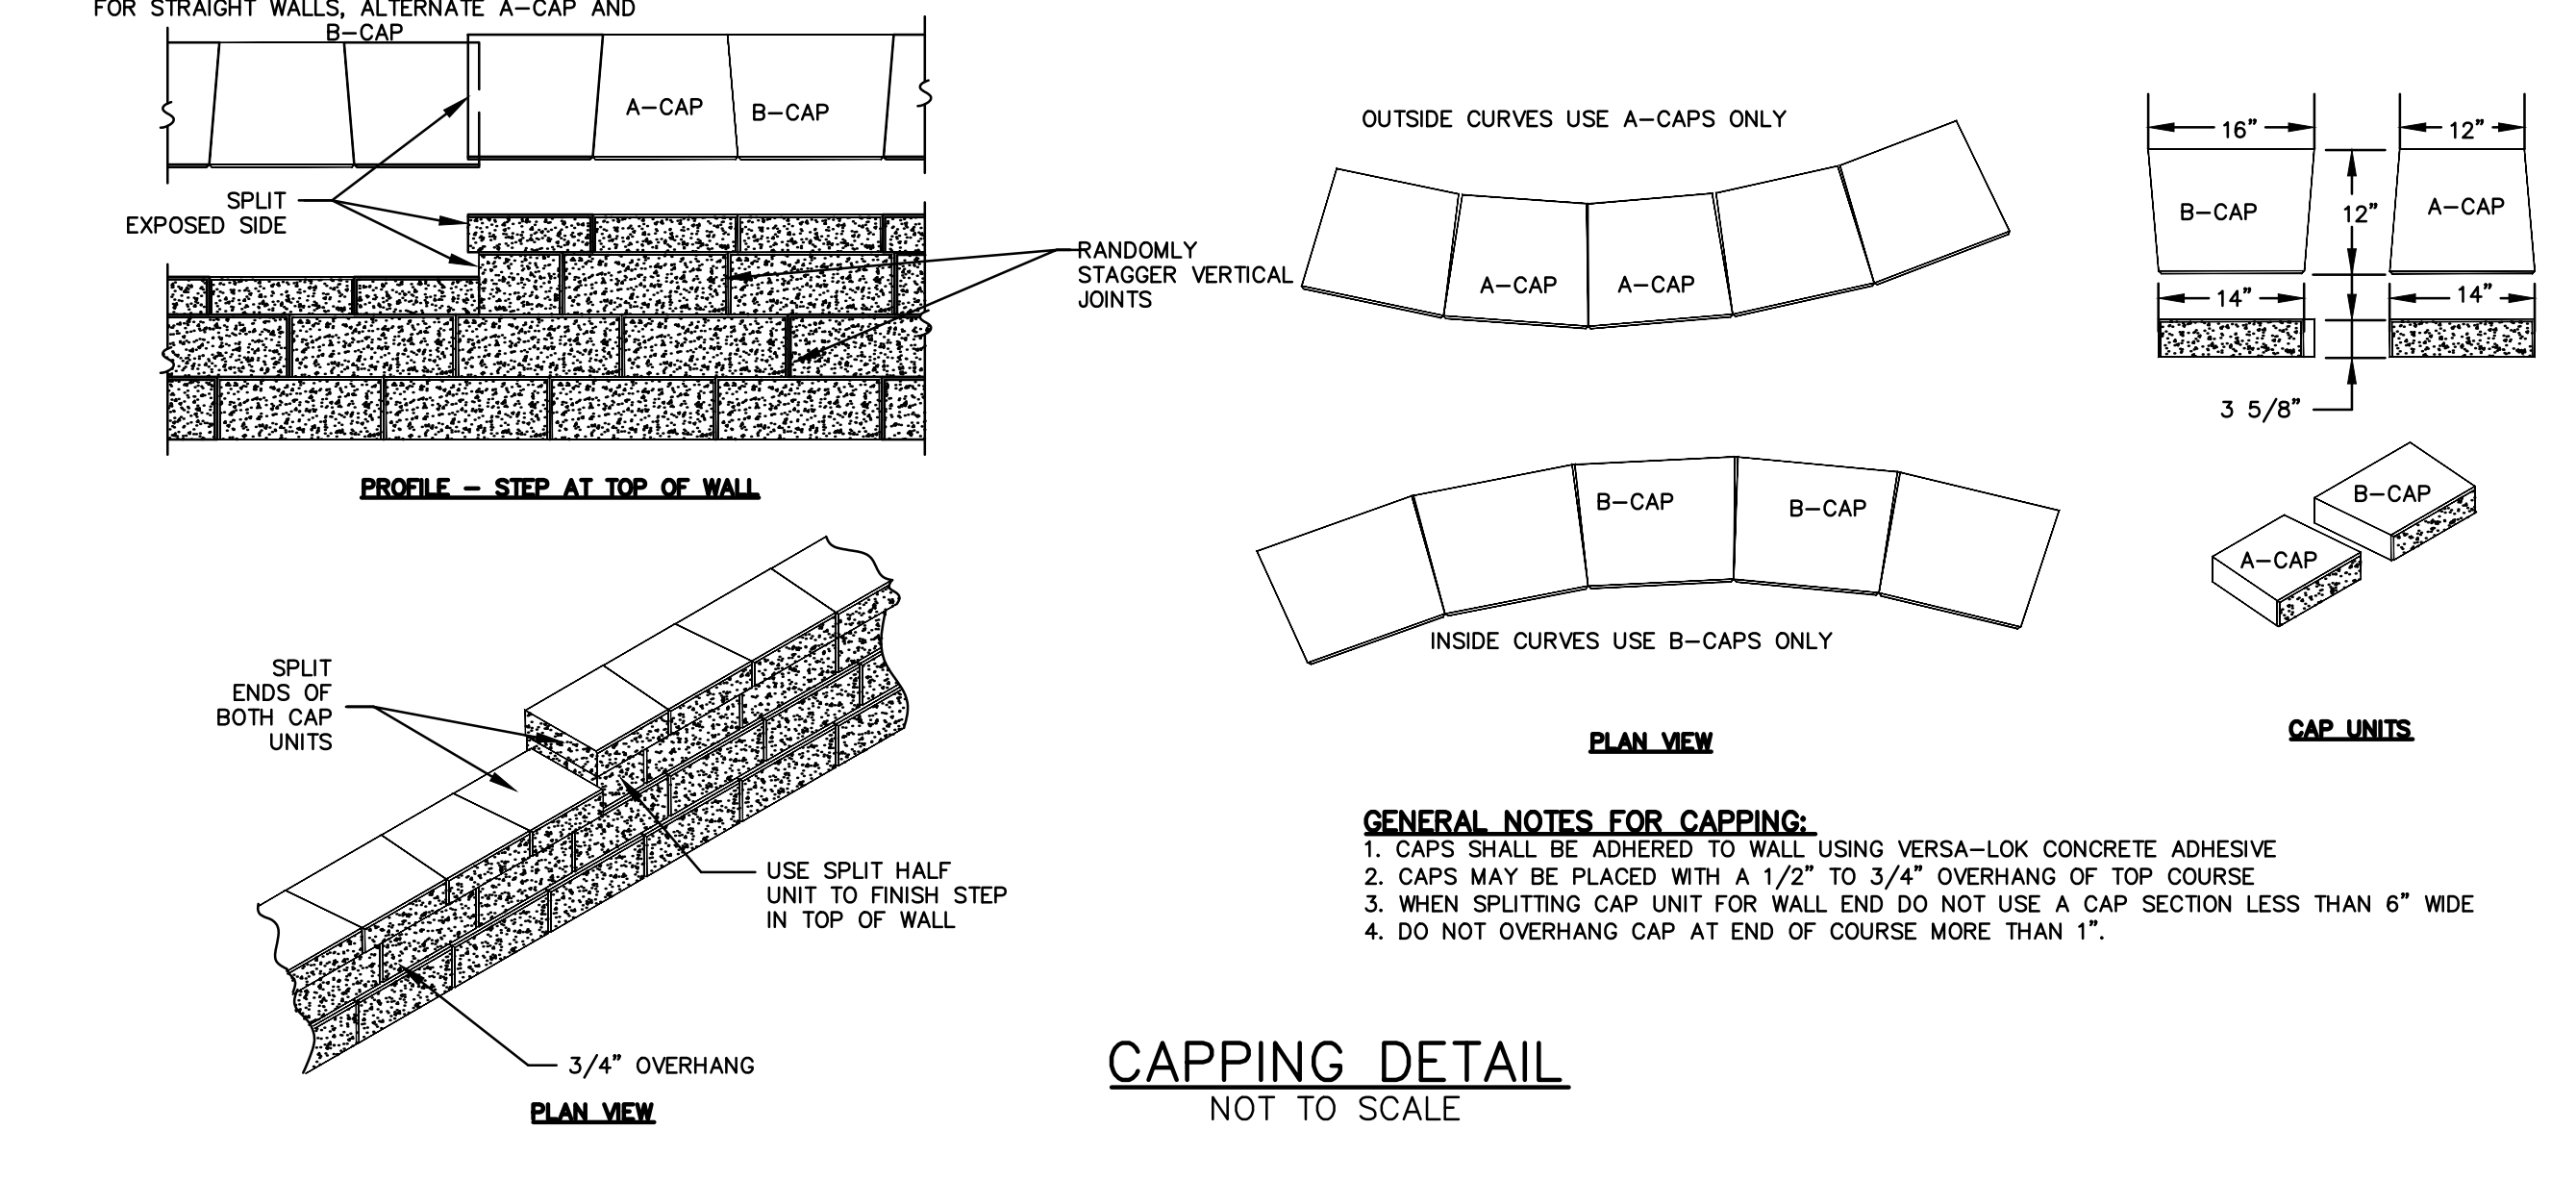 FOR STRAIGHT WALLS, ALTERNATE A-CAP AND
B-CAP
A-CAP
B-CAP
SPLIT
EXPOSED SIDE
RANDOMLY
STAGGER VERTICAL
JOINTS
PROFILE - STEP AT TOP OF WALL
OUTSIDE CURVES USE A-CAPS ONLY
A-CAP
A-CAP
B-CAP
B-CAP
INSIDE CURVES USE B-CAPS ONLY
PLAN VIEW
16"
12"
B-CAP
12"
A-CAP
14"
14"
3 5/8"
B-CAP
A-CAP
CAP UNITS
SPLIT
ENDS OF
BOTH CAP
UNITS
USE SPLIT HALF
UNIT TO FINISH STEP
IN TOP OF WALL
3/4" OVERHANG
PLAN VIEW
GENERAL NOTES FOR CAPPING:
1. CAPS SHALL BE ADHERED TO WALL USING VERSA-LOK CONCRETE ADHESIVE
2. CAPS MAY BE PLACED WITH A 1/2" TO 3/4" OVERHANG OF TOP COURSE
3. WHEN SPLITTING CAP UNIT FOR WALL END DO NOT USE A CAP SECTION LESS THAN 6" WIDE
4. DO NOT OVERHANG CAP AT END OF COURSE MORE THAN 1".
CAPPING DETAIL
NOT TO SCALE